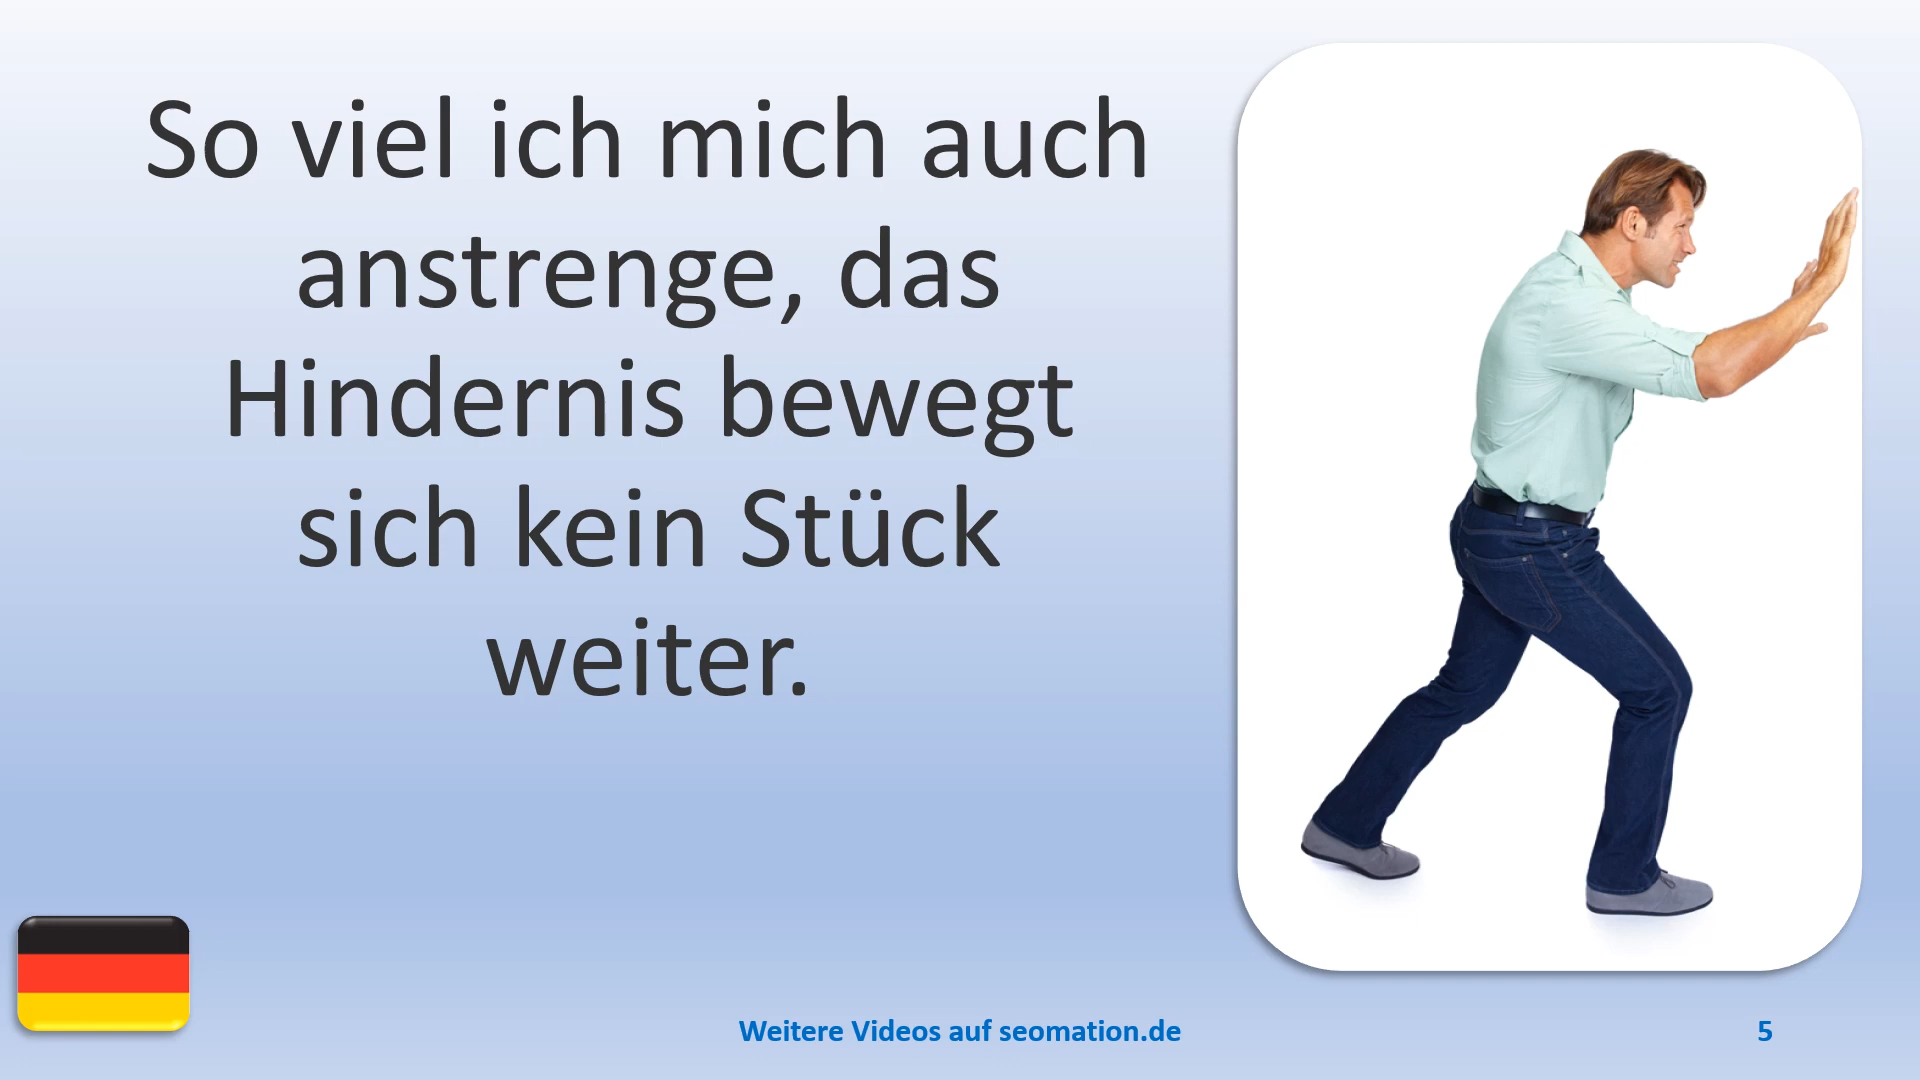 So viel ich mich auch
anstrenge, das
Hindernis bewegt
sich kein Stück
weiter.
Weitere Videos auf seomation.de
5